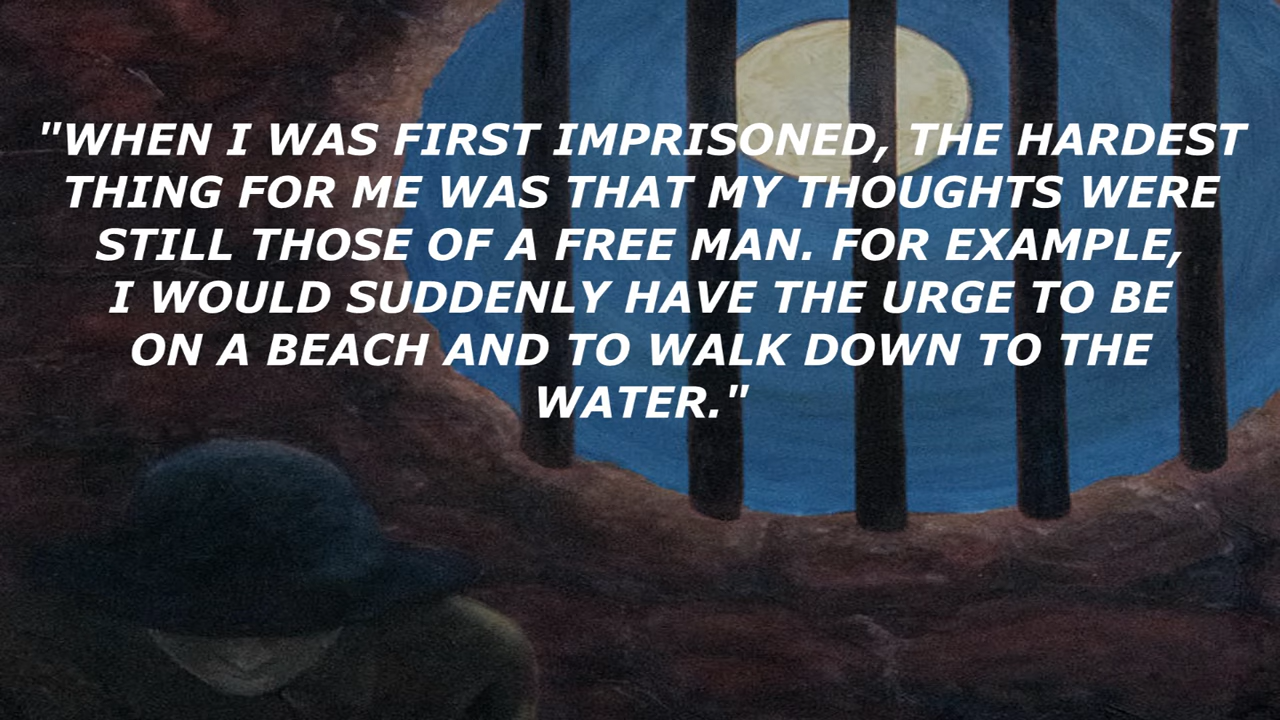 "WHEN I WAS FIRST IMPRISONED, THE HARDEST
THING FOR ME WAS THAT MY THOUGHTS WERE
STILL THOSE OF A FREE MAN. FOR EXAMPLE,
I WOULD SUDDENLY HAVE THE URGE TO BE
ON A BEACH AND TO WALK DOWN TO THE
WATER."